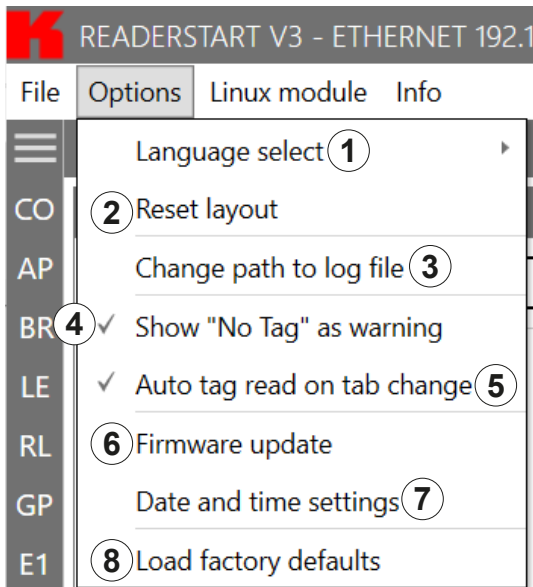 READERSTART V3 - ETHERNET 192.1
File Options Linux module Info
Language select 1
CO 2 Reset layout
AP Change path to log file 3
BR 4 ✓ Show "No Tag" as warning
LE ✓ Auto tag read on tab change 5
RL 6 Firmware update
GP Date and time settings 7
E1 8 Load factory defaults